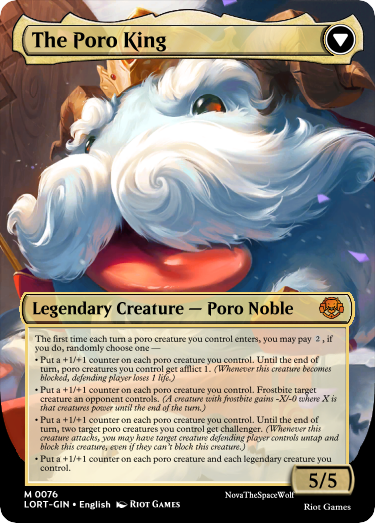 The Poro King
Legendary Creature — Poro Noble
The first time each turn a poro creature you control enters, you may pay 2, if
you do, randomly choose one —
• Put a +1/+1 counter on each poro creature you control. Until the end of
turn, poro creatures you control get afflict 1. (Whenever this creature becomes
blocked, defending player loses 1 life.)
• Put a +1/+1 counter on each poro creature you control. Frostbite target
creature an opponent controls. (A creature with frostbite gains -X/-0 where X is
that creatures power until the end of the turn.)
• Put a +1/+1 counter on each poro creature you control. Until the end of
turn, two target poro creatures you control get challenger. (Whenever this
creature attacks, you may have target creature defending player controls untap and
block this creature, even if they can't block this creature.)
• Put a +1/+1 counter on each poro creature and each legendary creature you
control.
5/5
M 0076
LORT-GIN • English Riot Games
NovaTheSpaceWolf
Riot Games